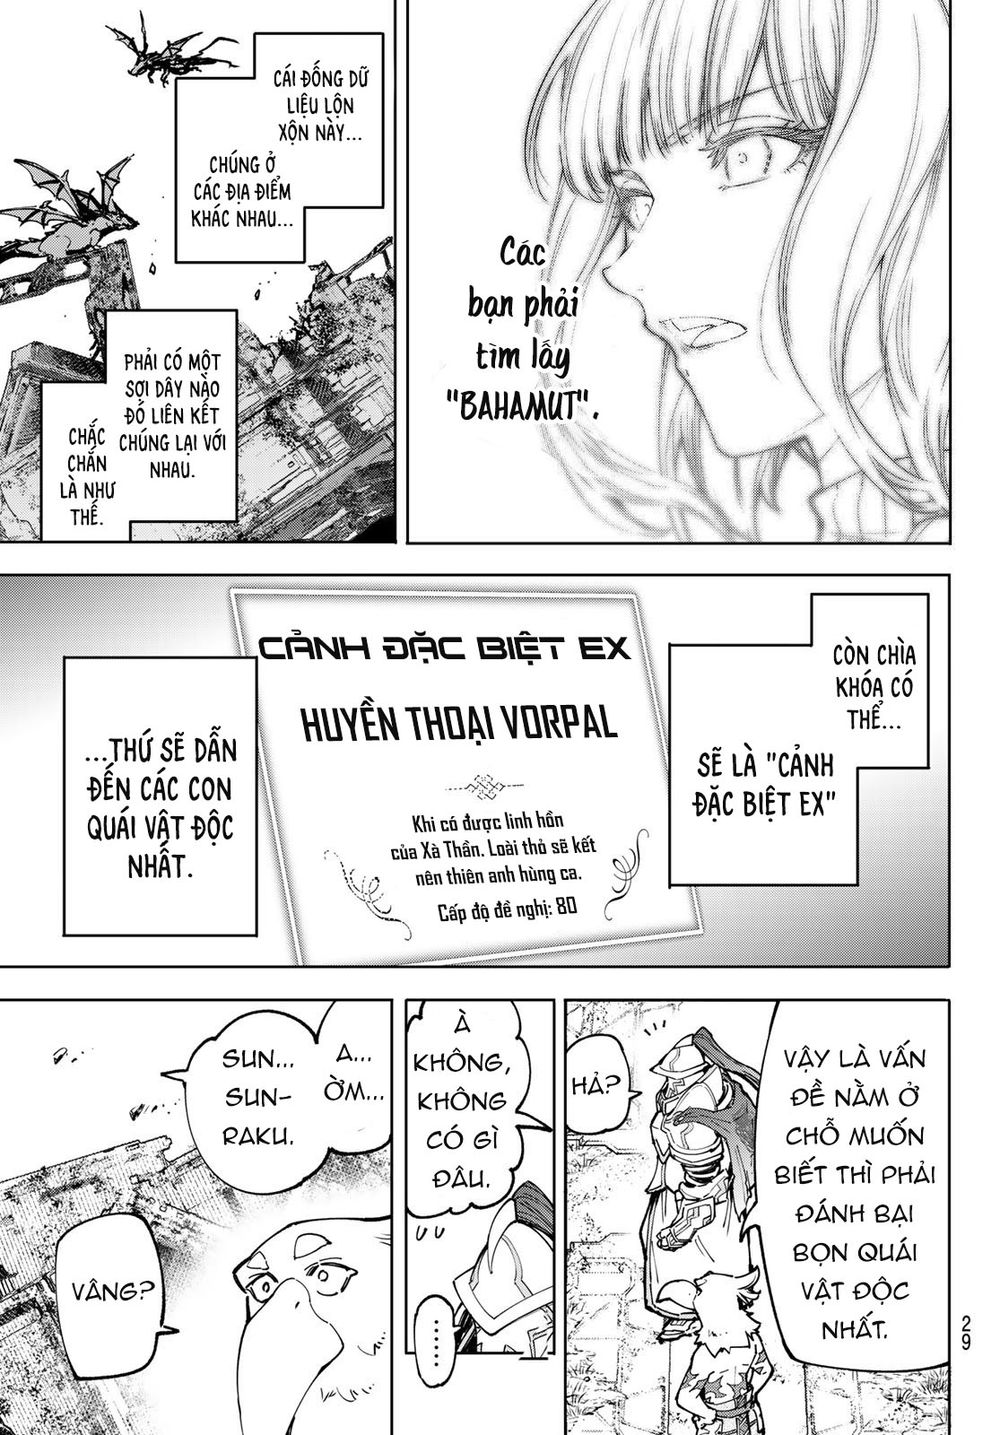 Các
bạn phải
tìm lấy
"BAHAMUT".
CÁI ĐỐNG DỮ
LIỆU LỘN
XỘN NÀY...
CHÚNG Ở
CÁC ĐỊA ĐIỂM
KHÁC NHAU...
PHẢI CÓ MỘT
SỢI DÂY NÀO
ĐÓ LIÊN KẾT
CHÚNG LẠI VỚI
NHAU.
CHẮC
CHẮN
LÀ NHƯ
THẾ.
CÒN CHÌA
KHÓA CÓ
THỂ...
SẼ LÀ "CẢNH
ĐẶC BIỆT EX"
CẢNH ĐẶC BIỆT EX
HUYỀN THOẠI VORPAL
Khi có được linh hồn
của Xà Thần. Loài thỏ sẽ kết
nên thiên anh hùng ca.
Cấp độ đề nghị: 80
...THỨ SẼ DẪN
ĐẾN CÁC CON
QUÁI VẬT ĐỘC
NHẤT.
VẬY LÀ VẤN
ĐỀ NẰM Ở
CHỖ MUỐN
BIẾT THÌ PHẢI
ĐÁNH BẠI
BỌN QUÁI
VẬT ĐỘC
NHẤT.
HẢ?
À
KHÔNG,
KHÔNG
CÓ GÌ
ĐÂU.
......
A...
ỜM...
SUN...
SUN-
RAKU.
VÂNG?
29